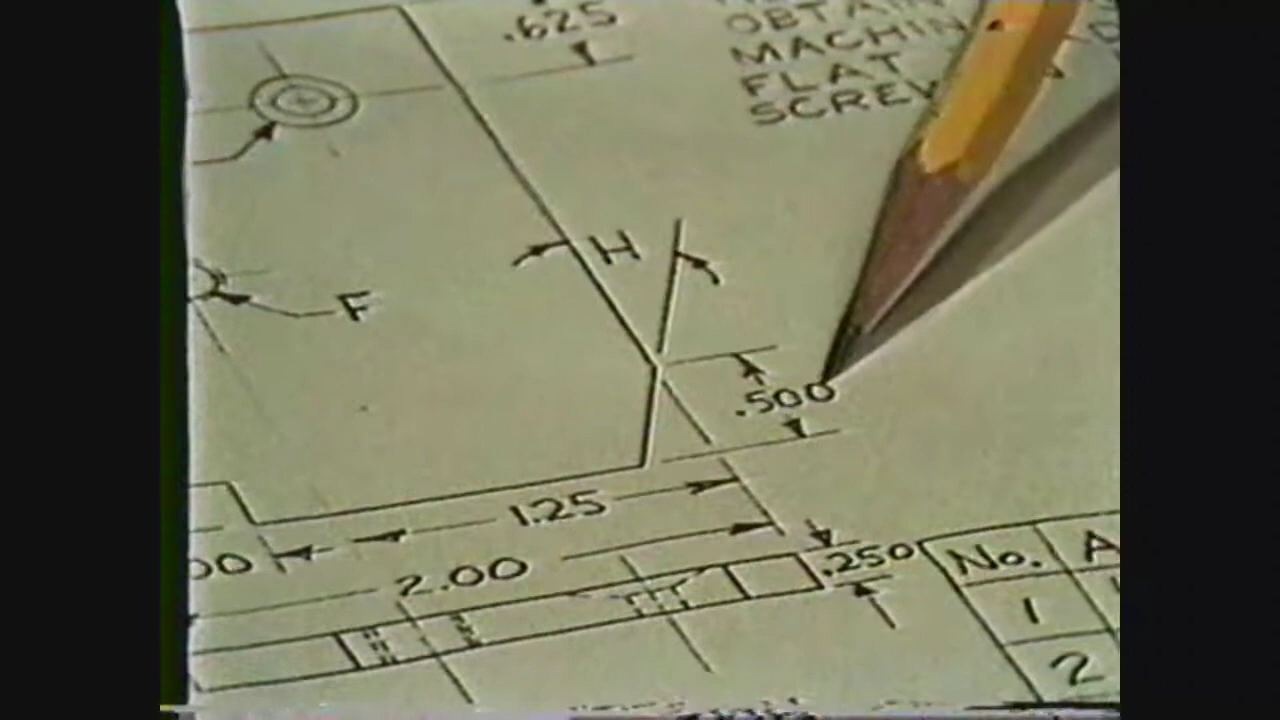 .625
OBTAIN
MACHIN
FLAT
SCREW
H
F
.500
1.25
00
2.00
.250
No. A
1
2